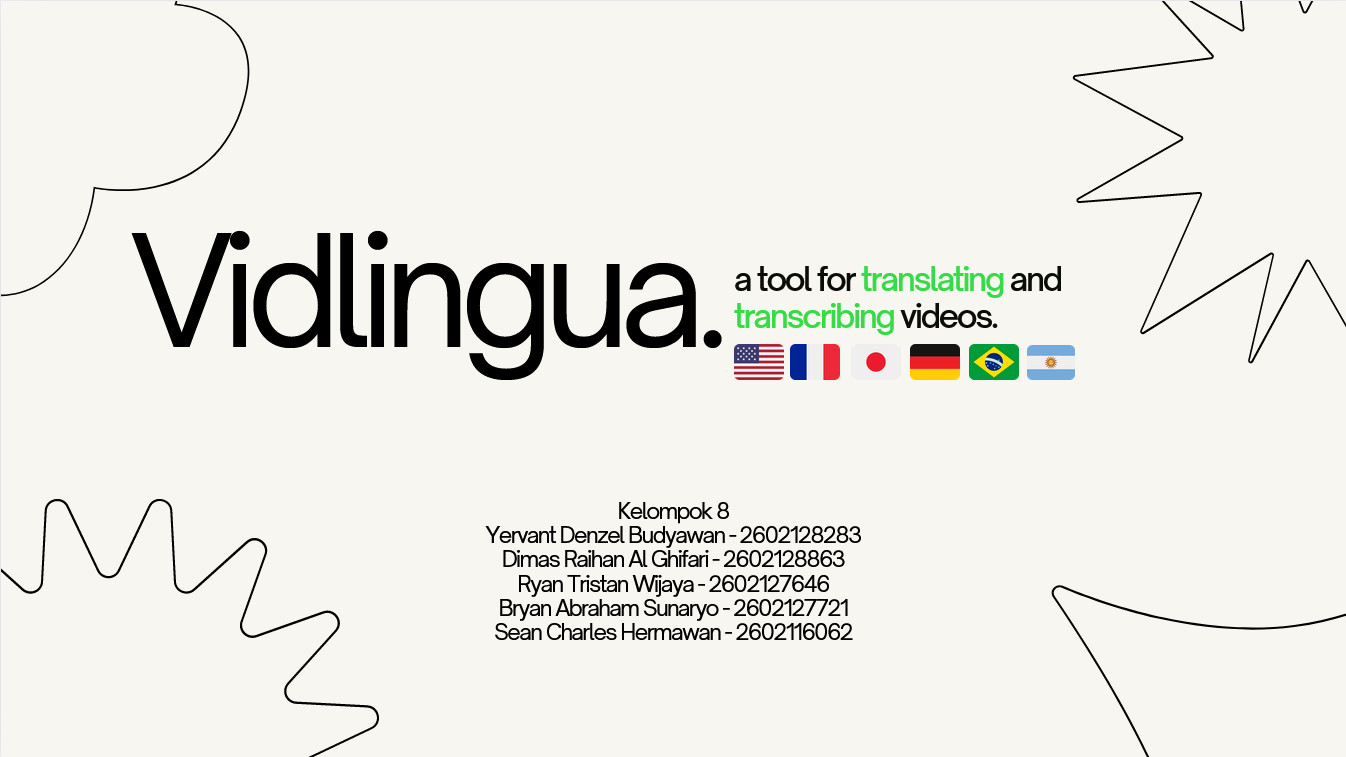 Vidlingua.
a tool for translating and
transcribing videos.
Kelompok 8
Yervant Denzel Budyawan - 2602128283
Dimas Raihan Al Ghifari - 2602128863
Ryan Tristan Wijaya - 2602127646
Bryan Abraham Sunaryo - 2602127721
Sean Charles Hermawan - 2602116062